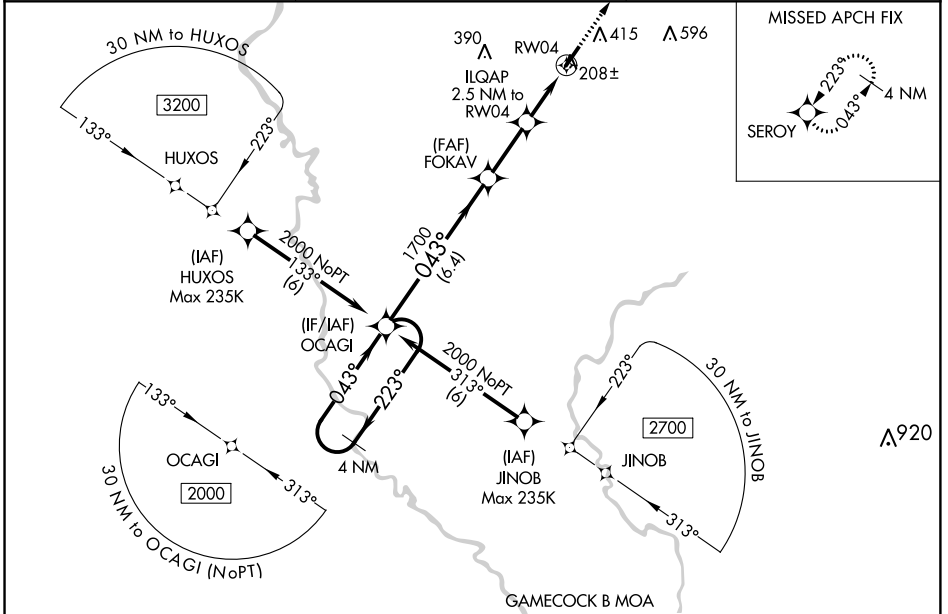 30 NM to HUXOS
3200
133°
223°
HUXOS
(IAF)
HUXOS
Max 235K
2000 NoPT
133°
(6)
390
RW04
415
596
208±
ILQAP
2.5 NM to
RW04
(FAF)
FOKAV
1700
043°
(6.4)
MISSED APCH FIX
SEROY
223°
043°
4 NM
(IF/IAF)
OCAGI
043°
223°
4 NM
2000 NoPT
313°
(6)
(IAF)
JINOB
Max 235K
133°
OCAGI
2000
313°
30 NM to OCAGI (NoPT)
223°
30 NM to JINOB
2700
JINOB
313°
920
GAMECOCK B MOA